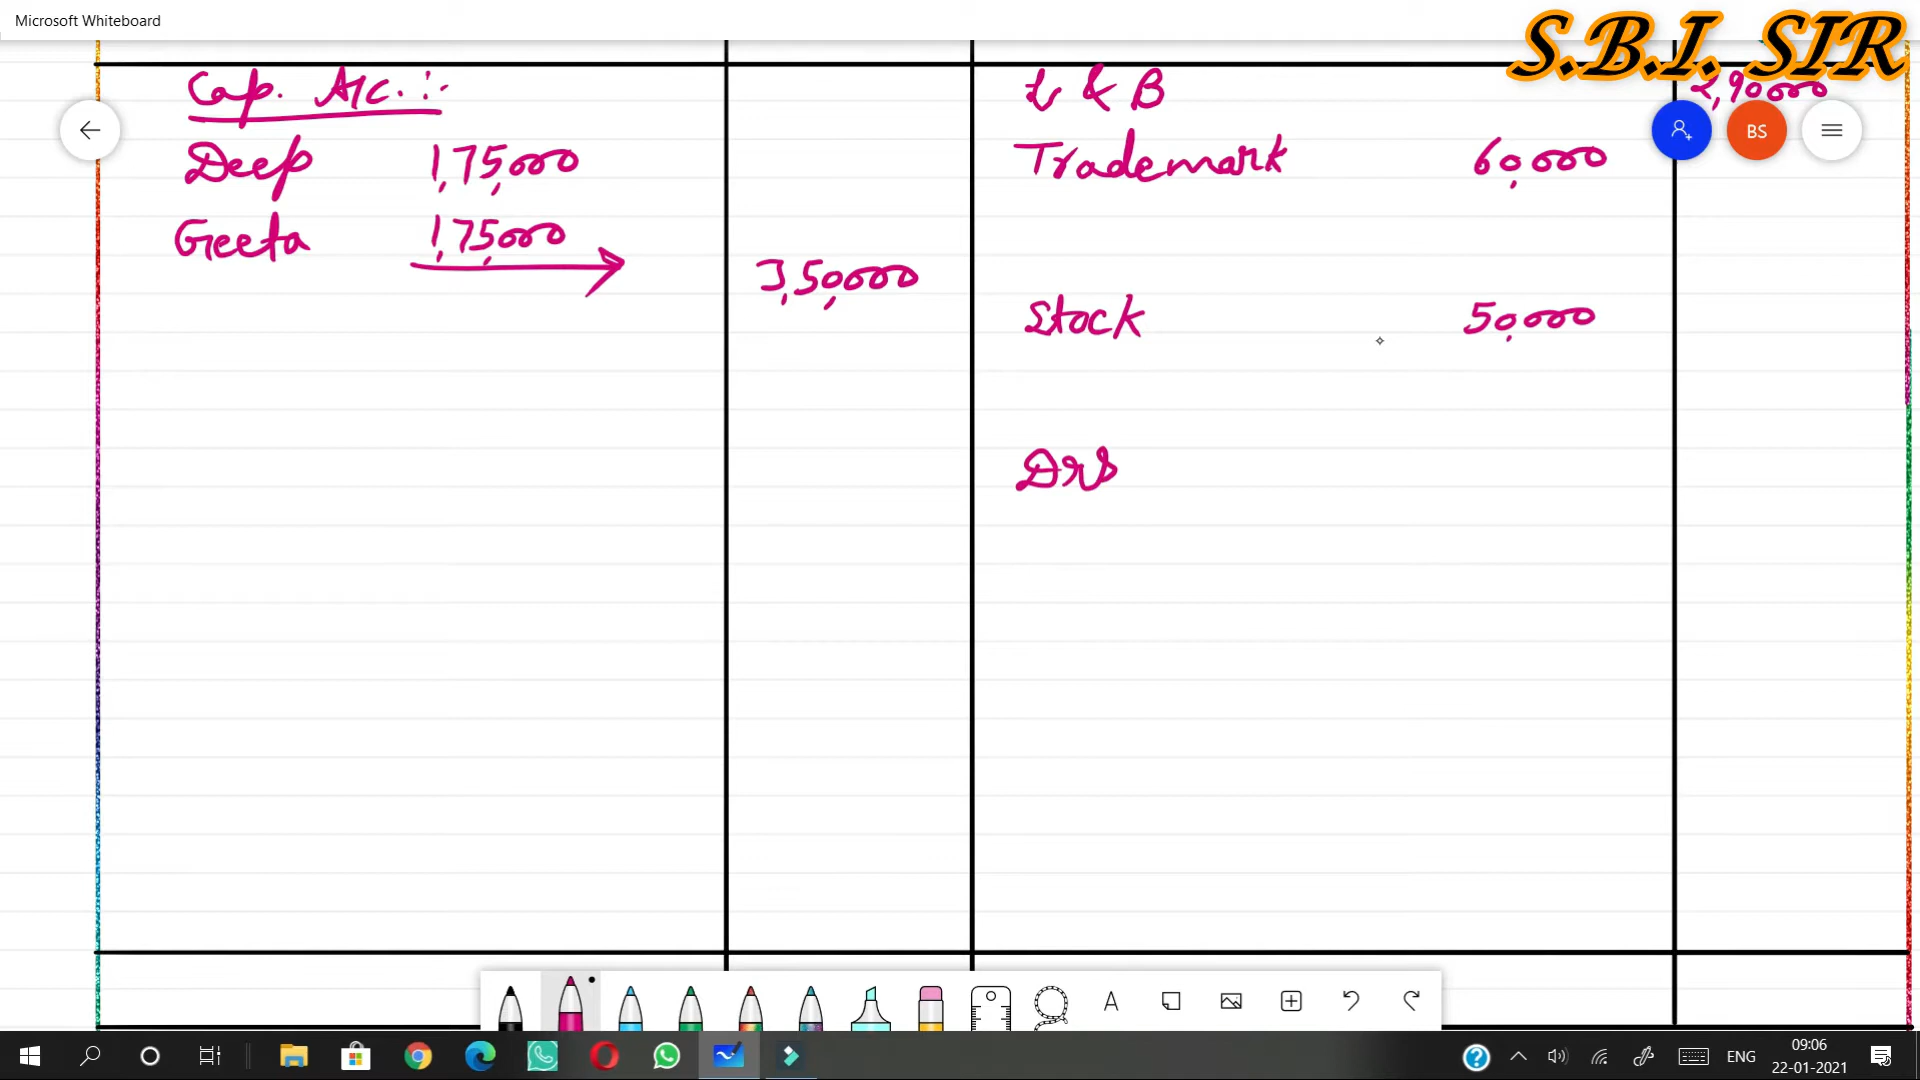 Microsoft Whiteboard
S.B.I. SIR
Cap. A/c. :-
Deep 1,75,000
Geeta 1,75,000
3,50,000
L & B 2,90,000
Trademark 60,000
Stock 50,000
Drs
BS
A
ENG
09:06
22-01-2021